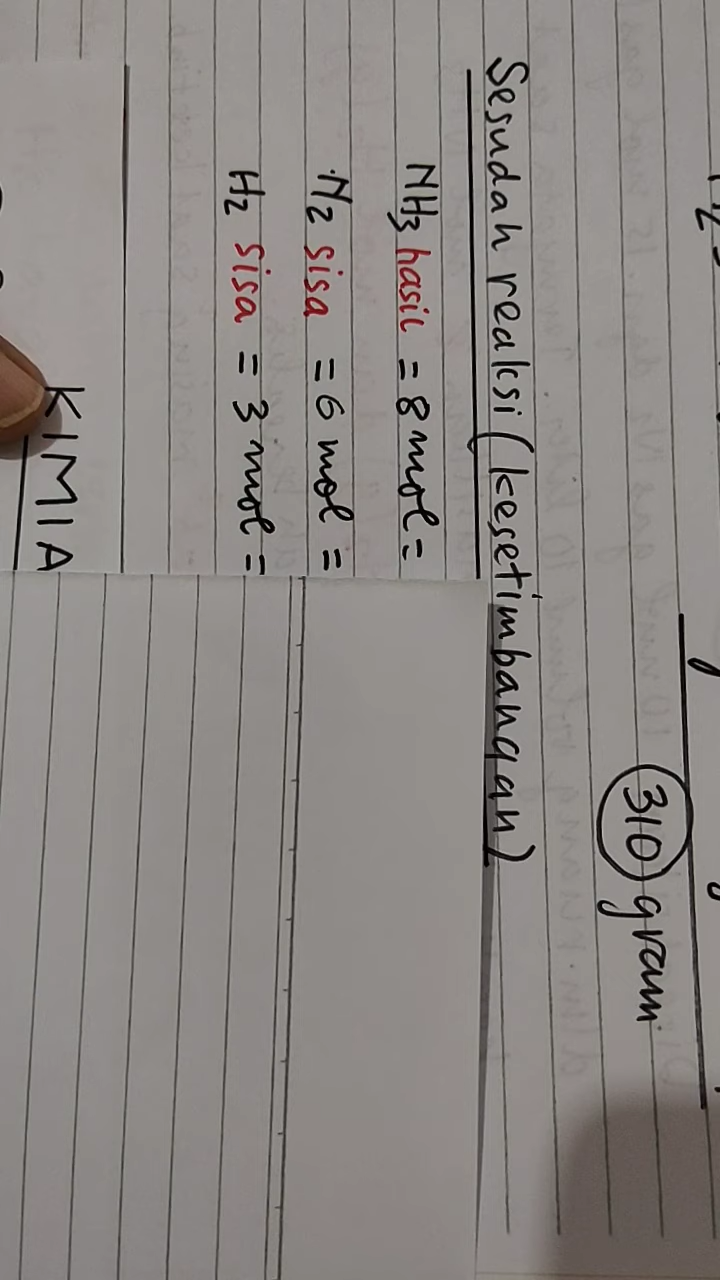 310 gram
Sesudah reaksi (kesetimbangan)
NH3 hasil = 8 mol =
N2 sisa = 6 mol =
H2 sisa = 3 mol =
KIMIA